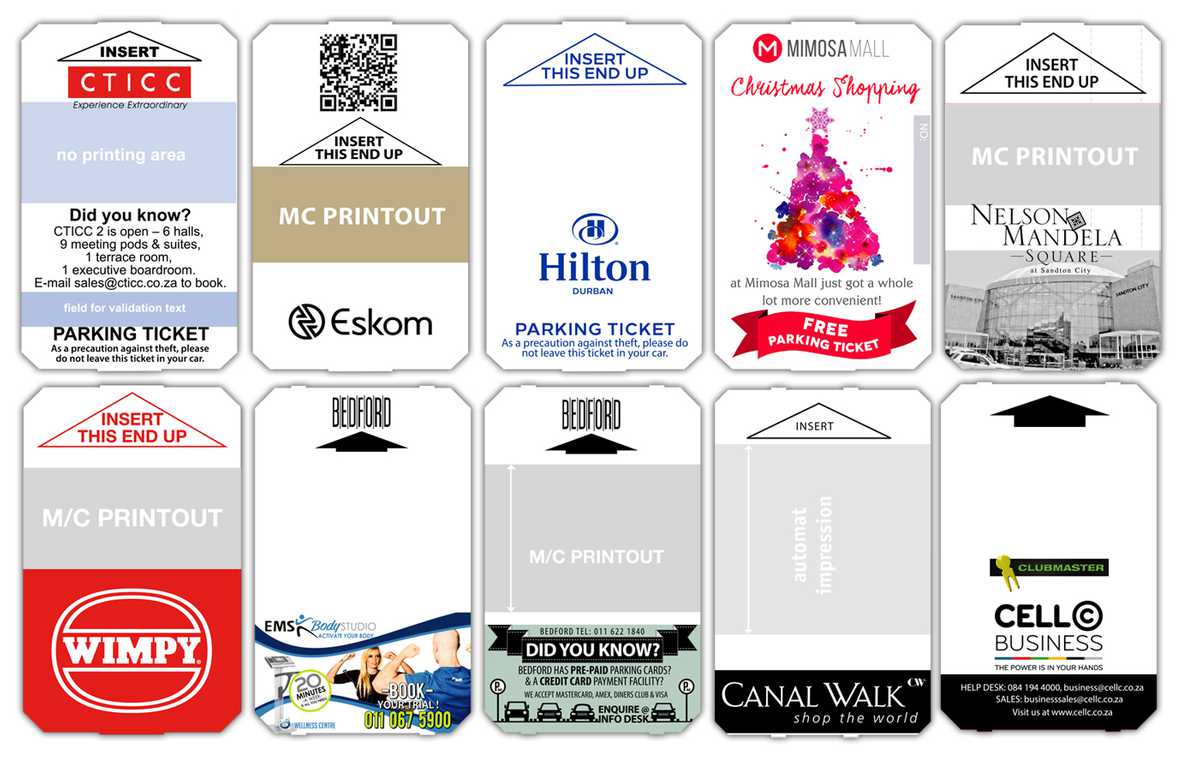 INSERT
CTICC
Experience Extraordinary
no printing area
Did you know?
CTICC 2 is open – 6 halls,
9 meeting pods & suites,
1 terrace room,
1 executive boardroom.
E-mail sales@cticc.co.za to book.
field for validation text
PARKING TICKET
As a precaution against theft, please
do not leave this ticket in your car.
INSERT
THIS END UP
MC PRINTOUT
Eskom
INSERT
THIS END UP
H
Hilton
DURBAN
PARKING TICKET
As a precaution against theft, please do
not leave this ticket in your car.
M MIMOSA MALL
Christmas Shopping
NO:
at Mimosa Mall just got a whole
lot more convenient!
FREE
PARKING TICKET
INSERT
THIS END UP
MC PRINTOUT
NELSON
MANDELA
SQUARE
at Sandton City
SANDTON CITY
INSERT
THIS END UP
M/C PRINTOUT
WIMPY®
BEDFORD
EMS BodySTUDIO
ACTIVATE YOUR BODY
20
MINUTES
BOOK
YOUR TRIAL!
011 067 5900
WELLNESS CENTRE
BEDFORD
M/C PRINTOUT
BEDFORD TEL: 011 622 1840
DID YOU KNOW?
BEDFORD HAS PRE-PAID PARKING CARDS?
& A CREDIT CARD PAYMENT FACILITY?
WE ACCEPT MASTERCARD, AMEX, DINERS CLUB & VISA
P
P
ENQUIRE @
INFO DESK
INSERT
automat
impression
CANAL WALK CW
shop the world
CLUBMASTER
CELL C
BUSINESS
THE POWER IS IN YOUR HANDS
HELP DESK: 084 194 4000, business@cellc.co.za
SALES: businesssales@cellc.co.za
Visit us at www.cellc.co.za